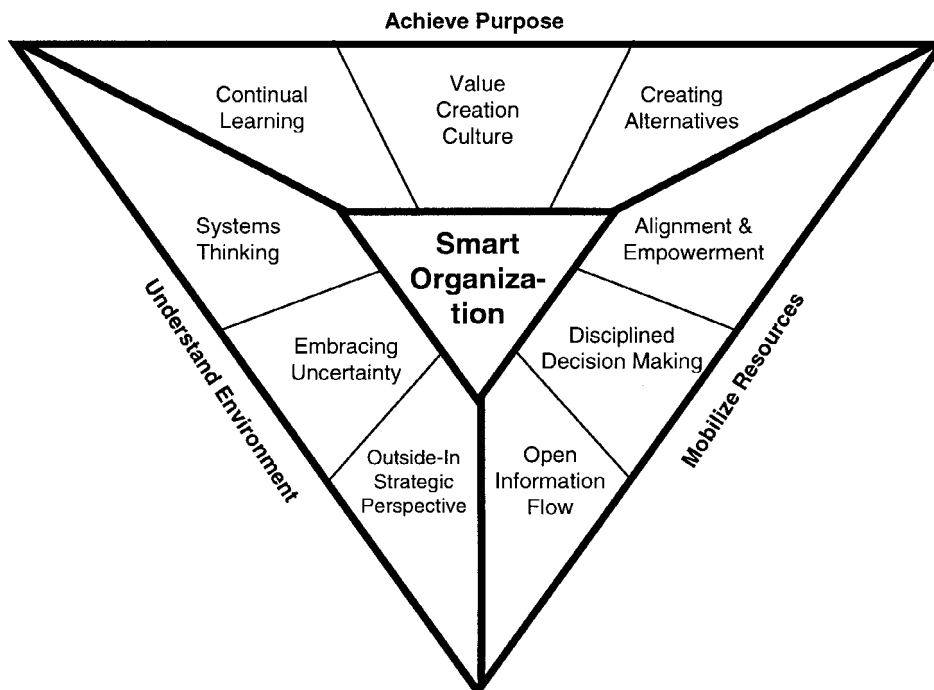 Achieve Purpose
Continual
Learning
Value
Creation
Culture
Creating
Alternatives
Systems
Thinking
Smart
Organiza-
tion
Alignment &
Empowerment
Understand Environment
Embracing
Uncertainty
Disciplined
Decision Making
Mobilize Resources
Outside-In
Strategic
Perspective
Open
Information
Flow